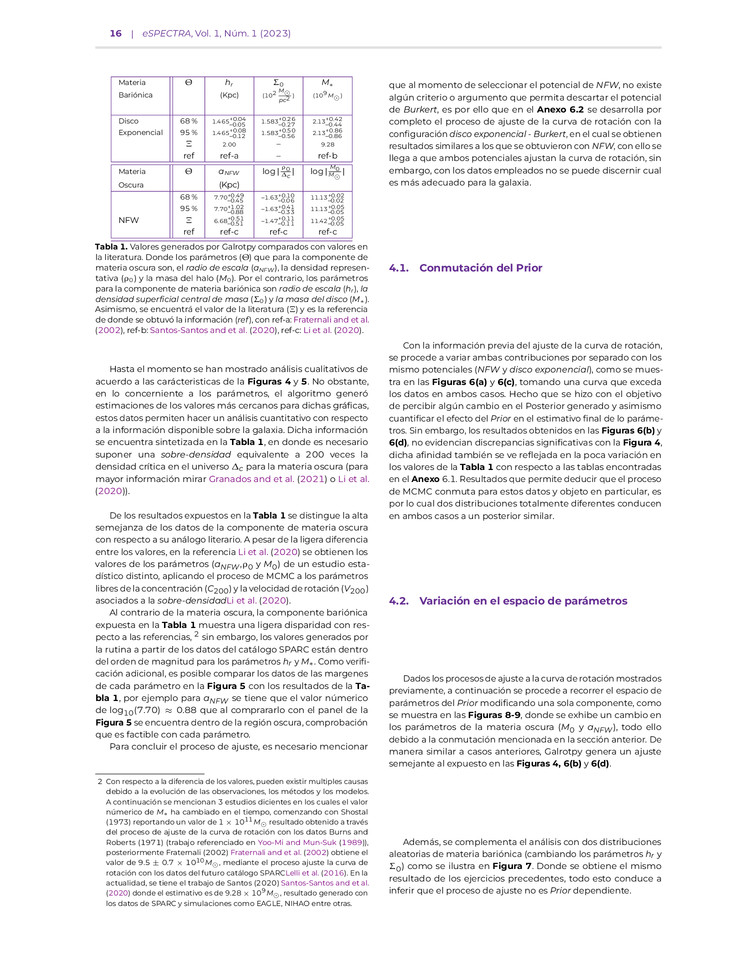 16 | eSPECTRA, Vol. 1, Núm. 1 (2023)
Materia Θ h_r Σ_0 M_*
Bariónica (Kpc) (10^2 M_⊙/pc^2) (10^9 M_⊙)
Disco 68 % 1.465^{+0.04}_{−0.05} 1.583^{+0.26}_{−0.27} 2.13^{+0.42}_{−0.44}
Exponencial 95 % 1.465^{+0.08}_{−0.12} 1.583^{+0.50}_{−0.56} 2.13^{+0.86}_{−0.86}
Ξ 2.00 – 9.28
ref ref-a – ref-b
Materia Θ a_{NFW} log|ρ_0/Δ_c| log|M_0/M_⊙|
Oscura (Kpc)
68 % 7.70^{+0.49}_{−0.45} −1.63^{+0.10}_{−0.06} 11.13^{+0.02}_{−0.02}
95 % 7.70^{+1.02}_{−0.88} −1.63^{+0.41}_{−0.33} 11.13^{+0.05}_{−0.05}
NFW Ξ 6.68^{+0.51}_{−0.51} −1.47^{+0.11}_{−0.11} 11.42^{+0.05}_{−0.05}
ref ref-c ref-c ref-c
Tabla 1. Valores generados por Galrotpy comparados con valores en
la literatura. Donde los parámetros (Θ) que para la componente de
materia oscura son, el radio de escala (a_{NFW}), la densidad represen-
tativa (ρ_0) y la masa del halo (M_0). Por el contrario, los parámetros
para la componente de materia bariónica son radio de escala (h_r), la
densidad superficial central de masa (Σ_0) y la masa del disco (M_*).
Asimismo, se encuentrá el valor de la literatura (Ξ) y es la referencia
de donde se obtuvó la información (ref), con ref-a: Fraternali and et al.
(2002), ref-b: Santos-Santos and et al. (2020), ref-c: Li et al. (2020).
Hasta el momento se han mostrado análisis cualitativos de
acuerdo a las carácteristicas de la Figuras 4 y 5. No obstante,
en lo concerniente a los parámetros, el algoritmo generó
estimaciones de los valores más cercanos para dichas gráficas,
estos datos permiten hacer un análisis cuantitativo con respecto
a la información disponible sobre la galaxia. Dicha información
se encuentra sintetizada en la Tabla 1, en donde es necesario
suponer una sobre-densidad equivalente a 200 veces la
densidad crítica en el universo Δ_c para la materia oscura (para
mayor información mirar Granados and et al. (2021) o Li et al.
(2020)).
De los resultados expuestos en la Tabla 1 se distingue la alta
semejanza de los datos de la componente de materia oscura
con respecto a su análogo literario. A pesar de la ligera diferencia
entre los valores, en la referencia Li et al. (2020) se obtienen los
valores de los parámetros (a_{NFW},ρ_0 y M_0) de un estudio esta-
dístico distinto, aplicando el proceso de MCMC a los parámetros
libres de la concentración (C_{200}) y la velocidad de rotación (V_{200})
asociados a la sobre-densidadLi et al. (2020).
Al contrario de la materia oscura, la componente bariónica
expuesta en la Tabla 1 muestra una ligera disparidad con res-
pecto a las referencias, 2 sin embargo, los valores generados por
la rutina a partir de los datos del catálogo SPARC están dentro
del orden de magnitud para los parámetros h_r y M_*. Como verifi-
cación adicional, es posible comparar los datos de las margenes
de cada parámetro en la Figura 5 con los resultados de la Ta-
bla 1, por ejemplo para a_{NFW} se tiene que el valor númerico
de log_{10}(7.70) ≈ 0.88 que al comprararlo con el panel de la
Figura 5 se encuentra dentro de la región oscura, comprobación
que es factible con cada parámetro.
Para concluir el proceso de ajuste, es necesario mencionar
2 Con respecto a la diferencia de los valores, pueden existir multiples causas
debido a la evolución de las observaciones, los métodos y los modelos.
A continuación se mencionan 3 estudios dicientes en los cuales el valor
númerico de M_* ha cambiado en el tiempo, comenzando con Shostal
(1973) reportando un valor de 1 × 10^{11}M_⊙ resultado obtenido a través
del proceso de ajuste de la curva de rotación con los datos Burns and
Roberts (1971) (trabajo referenciado en Yoo-Mi and Mun-Suk (1989)),
posteriormente Fraternali (2002) Fraternali and et al. (2002) obtiene el
valor de 9.5 ± 0.7 × 10^{10}M_⊙, mediante el proceso ajuste la curva de
rotación con los datos del futuro catálogo SPARCLelli et al. (2016). En la
actualidad, se tiene el trabajo de Santos (2020) Santos-Santos and et al.
(2020) donde el estimativo es de 9.28 × 10^9M_⊙, resultado generado con
los datos de SPARC y simulaciones como EAGLE, NIHAO entre otras.
que al momento de seleccionar el potencial de NFW, no existe
algún criterio o argumento que permita descartar el potencial
de Burkert, es por ello que en el Anexo 6.2 se desarrolla por
completo el proceso de ajuste de la curva de rotación con la
configuración disco exponencial - Burkert, en el cual se obtienen
resultados similares a los que se obtuvieron con NFW, con ello se
llega a que ambos potenciales ajustan la curva de rotación, sin
embargo, con los datos empleados no se puede discernir cual
es más adecuado para la galaxia.
4.1. Conmutación del Prior
Con la información previa del ajuste de la curva de rotación,
se procede a variar ambas contribuciones por separado con los
mismo potenciales (NFW y disco exponencial), como se mues-
tra en las Figuras 6(a) y 6(c), tomando una curva que exceda
los datos en ambos casos. Hecho que se hizo con el objetivo
de percibir algún cambio en el Posterior generado y asimismo
cuantificar el efecto del Prior en el estimativo final de lo paráme-
tros. Sin embargo, los resultados obtenidos en las Figuras 6(b) y
6(d), no evidencian discrepancias significativas con la Figura 4,
dicha afinidad también se ve reflejada en la poca variación en
los valores de la Tabla 1 con respecto a las tablas encontradas
en el Anexo 6.1. Resultados que permite deducir que el proceso
de MCMC conmuta para estos datos y objeto en particular, es
por lo cual dos distribuciones totalmente diferentes conducen
en ambos casos a un posterior similar.
4.2. Variación en el espacio de parámetros
Dados los procesos de ajuste a la curva de rotación mostrados
previamente, a continuación se procede a recorrer el espacio de
parámetros del Prior modificando una sola componente, como
se muestra en las Figuras 8-9, donde se exhibe un cambio en
los parámetros de la materia oscura (M_0 y a_{NFW}), todo ello
debido a la conmutación mencionada en la sección anterior. De
manera similar a casos anteriores, Galrotpy genera un ajuste
semejante al expuesto en las Figuras 4, 6(b) y 6(d).
Además, se complementa el análisis con dos distribuciones
aleatorias de materia bariónica (cambiando los parámetros h_r y
Σ_0) como se ilustra en Figura 7. Donde se obtiene el mismo
resultado de los ejercicios precedentes, todo esto conduce a
inferir que el proceso de ajuste no es Prior dependiente.